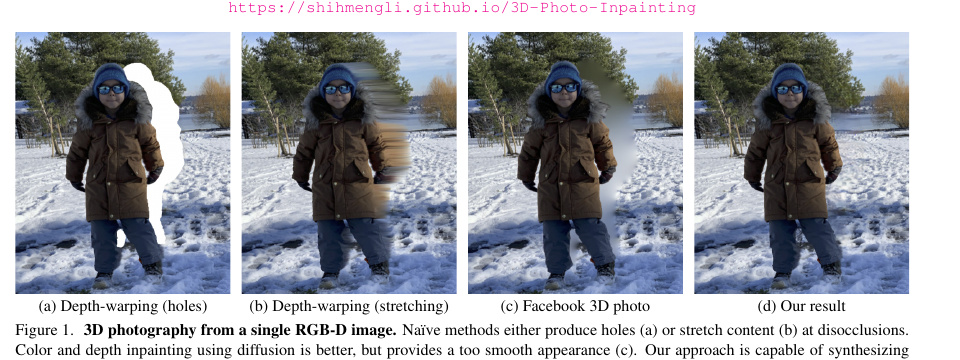 https://shihmengli.github.io/3D-Photo-Inpainting
(a) Depth-warping (holes)
(b) Depth-warping (stretching)
(c) Facebook 3D photo
(d) Our result
Figure 1. 3D photography from a single RGB-D image. Naïve methods either produce holes (a) or stretch content (b) at disocclusions.
Color and depth inpainting using diffusion is better, but provides a too smooth appearance (c). Our approach is capable of synthesizing